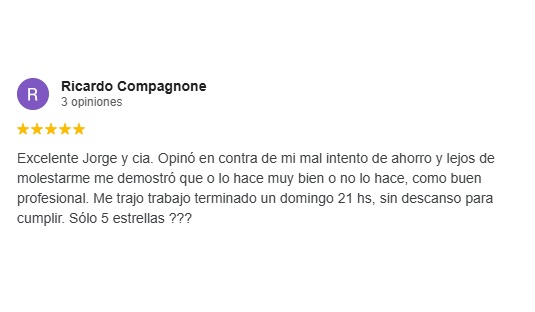 R
Ricardo Compagnone
3 opiniones
Excelente Jorge y cia. Opinó en contra de mi mal intento de ahorro y lejos de
molestarme me demostró que o lo hace muy bien o no lo hace, como buen
profesional. Me trajo trabajo terminado un domingo 21 hs, sin descanso para
cumplir. Sólo 5 estrellas ???